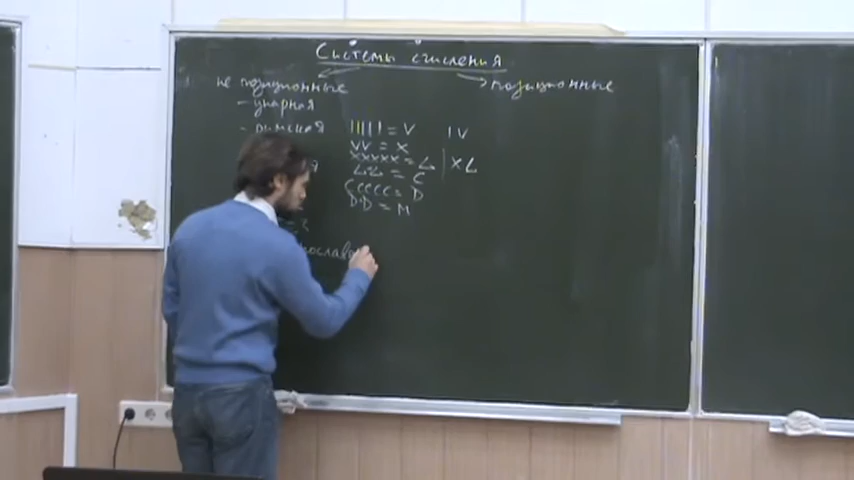 Системы счисления
не позиционные
позиционные
- унарная
- римская
IIIII = V
IV
VV = X
XXXXX = L
XL
LL = C
CCCCC = D
DD = M